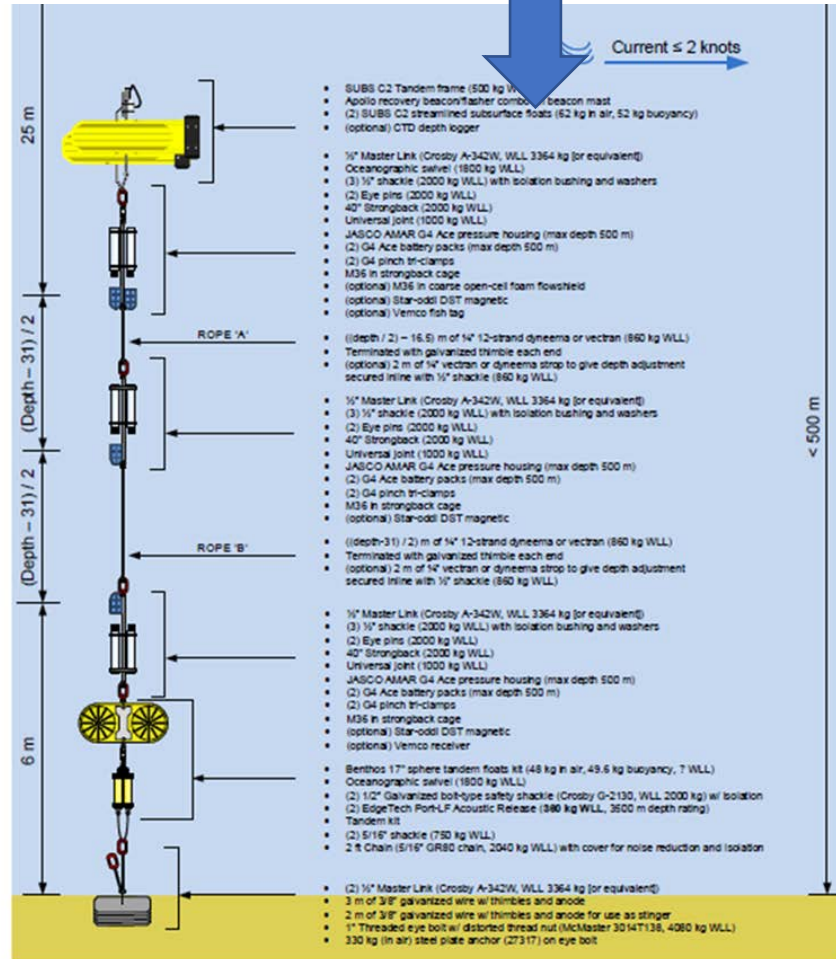 Current ≤ 2 knots
25 m
(Depth – 31) / 2
(Depth – 31) / 2
6 m
< 500 m
ROPE 'A'
ROPE 'B'
• SUBS C2 Tandem frame (500 kg
• Apollo recovery beacon/flasher beacon mast
• (2) SUBS C2 streamlined subsurface floats (62 kg in air, 52 kg buoyancy)
• (optional) CTD depth logger
• ½" Master Link (Crosby A-342W, WLL 3364 kg [or equivalent])
• Oceanographic swivel (1800 kg WLL)
• (3) ½" shackle (2000 kg WLL) with isolation bushing and washers
• (2) Eye pins (2000 kg WLL)
• 40" Strongback (2000 kg WLL)
• Universal joint (1000 kg WLL)
• JASCO AMAR G4 Ace pressure housing (max depth 500 m)
• (2) G4 Ace battery packs (max depth 500 m)
• (2) G4 pinch tri-clamps
• M36 in strongback cage
• (optional) M36 in coarse open-cell foam flowshield
• (optional) Star-oddi DST magnetic
• (optional) Vemco fish tag
• ((depth / 2) – 16.5) m of ¼" 12-strand dyneema or vectran (860 kg WLL)
• Terminated with galvanized thimble each end
• (optional) 2 m of ¼" vectran or dyneema strop to give depth adjustment
secured inline with ½" shackle (860 kg WLL)
• ½" Master Link (Crosby A-342W, WLL 3364 kg [or equivalent])
• (3) ½" shackle (2000 kg WLL) with isolation bushing and washers
• (2) Eye pins (2000 kg WLL)
• 40" Strongback (2000 kg WLL)
• Universal joint (1000 kg WLL)
• JASCO AMAR G4 Ace pressure housing (max depth 500 m)
• (2) G4 Ace battery packs (max depth 500 m)
• (2) G4 pinch tri-clamps
• M36 in strongback cage
• (optional) Star-oddi DST magnetic
• ((depth-31) / 2) m of ¼" 12-strand dyneema or vectran (860 kg WLL)
• Terminated with galvanized thimble each end
• (optional) 2 m of ¼" vectran or dyneema strop to give depth adjustment
secured inline with ½" shackle (860 kg WLL)
• ½" Master Link (Crosby A-342W, WLL 3364 kg [or equivalent])
• (3) ½" shackle (2000 kg WLL) with isolation bushing and washers
• (2) Eye pins (2000 kg WLL)
• 40" Strongback (2000 kg WLL)
• Universal joint (1000 kg WLL)
• JASCO AMAR G4 Ace pressure housing (max depth 500 m)
• (2) G4 Ace battery packs (max depth 500 m)
• (2) G4 pinch tri-clamps
• M36 in strongback cage
• (optional) Star-oddi DST magnetic
• (optional) Vemco receiver
• Benthos 17" sphere tandem floats kit (48 kg in air, 49.6 kg buoyancy, ? WLL)
• Oceanographic swivel (1800 kg WLL)
• (2) 1/2" Galvanized bolt-type safety shackle (Crosby G-2130, WLL 2000 kg) w/ isolation
• (2) EdgeTech Port-LF Acoustic Release (360 kg WLL, 3500 m depth rating)
• Tandem kit
• (2) 5/16" shackle (750 kg WLL)
• 2 ft Chain (5/16" GR80 chain, 2040 kg WLL) with cover for noise reduction and isolation
• (2) ½" Master Link (Crosby A-342W, WLL 3364 kg [or equivalent])
• 3 m of 3/8" galvanized wire w/ thimbles and anode
• 2 m of 3/8" galvanized wire w/ thimbles and anode for use as stinger
• 1" Threaded eye bolt w/ distorted thread nut (McMaster 3014T138, 4080 kg WLL)
• 330 kg (in air) steel plate anchor (27317) on eye bolt